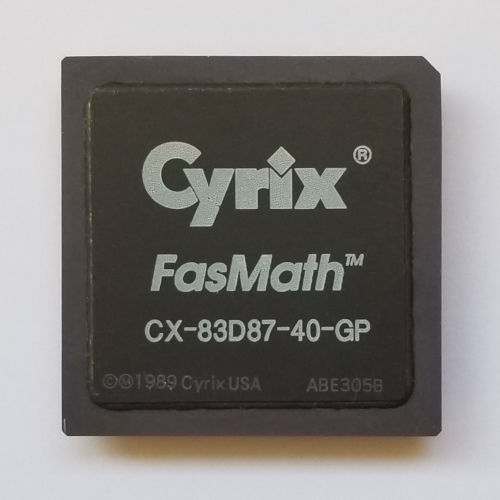 Cyrix®
FasMath™
CX-83D87-40-GP
©Ⓜ1989 Cyrix USA ABE305B